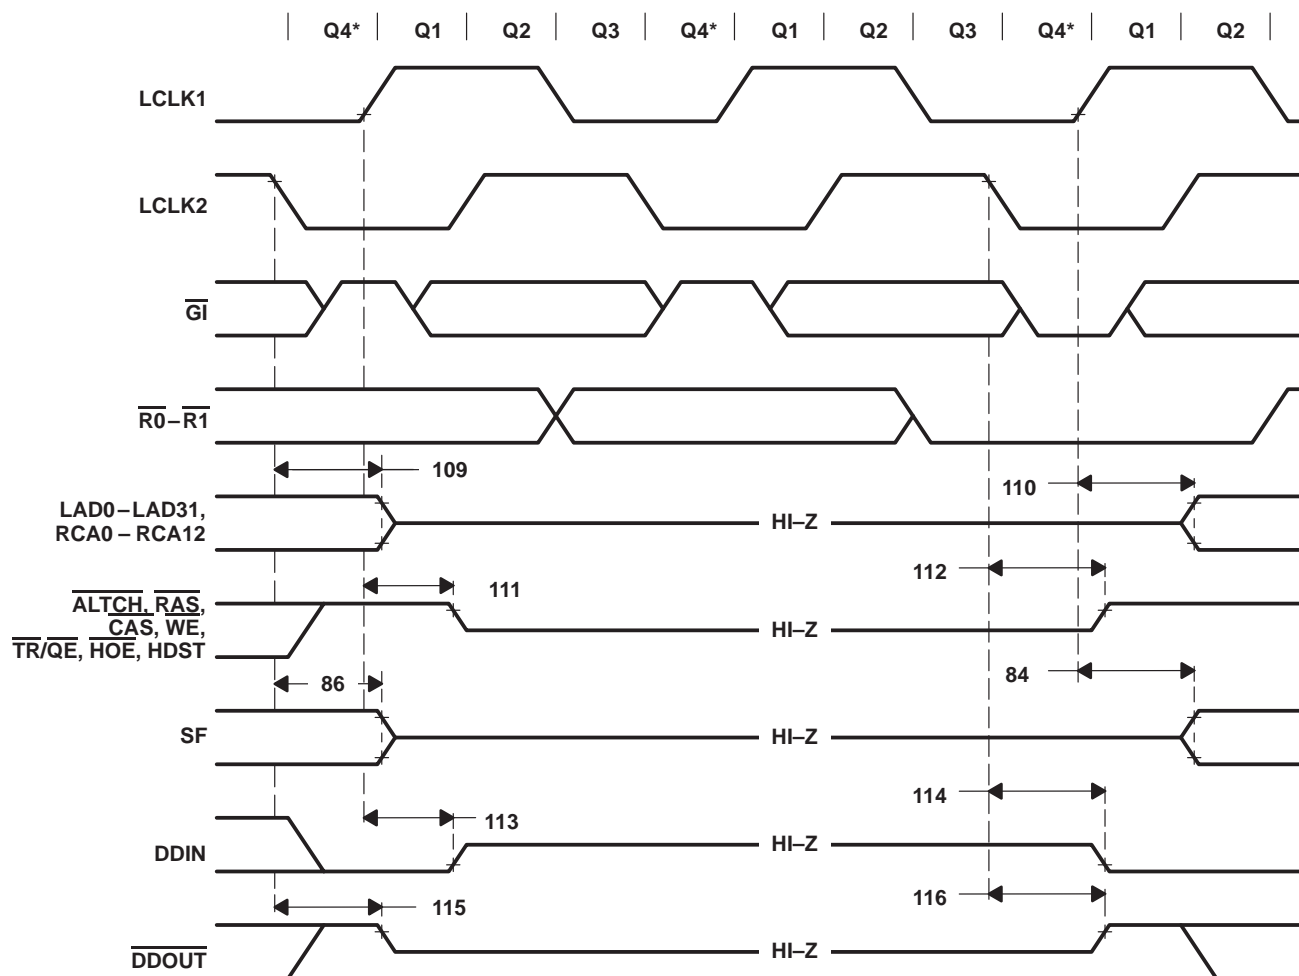 Q4* Q1 Q2 Q3 Q4* Q1 Q2 Q3 Q4* Q1 Q2
LCLK1
LCLK2
GI
R0–R1
109
110
LAD0–LAD31,
RCA0 – RCA12
HI–Z
111
112
ALTCH, RAS,
CAS, WE,
TR/QE, HOE, HDST
HI–Z
86
84
SF
HI–Z
114
113
DDIN
HI–Z
116
115
DDOUT
HI–Z